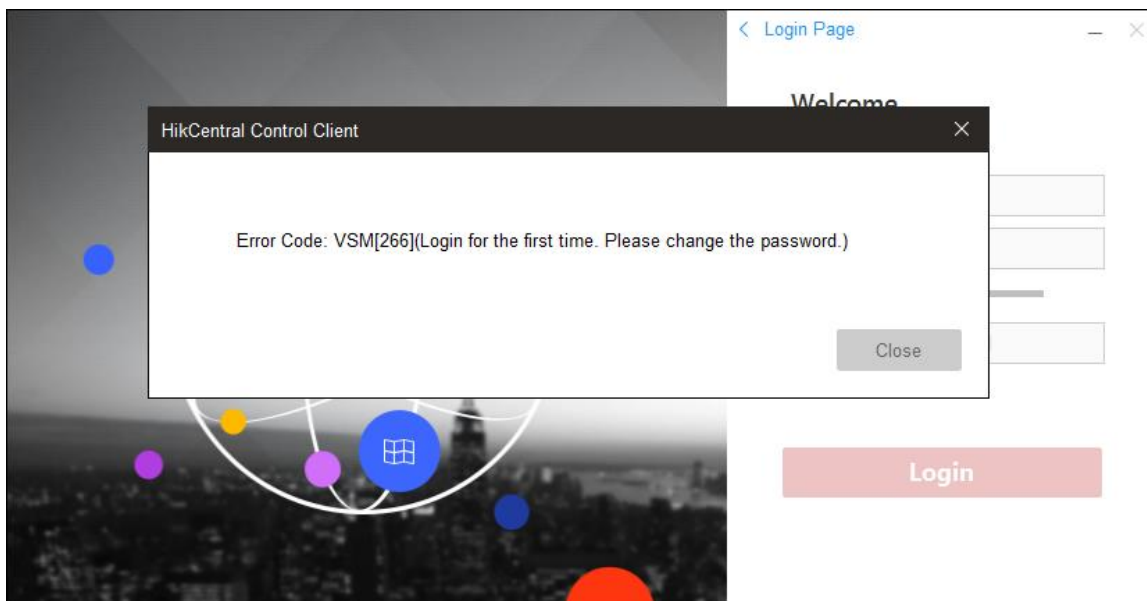 Login Page
Welcome
HikCentral Control Client
Error Code: VSM[266](Login for the first time. Please change the password.)
Close
Login